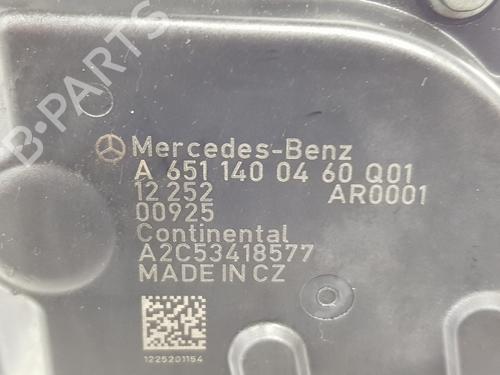 B-PARTS
Mercedes-Benz
A 651 140 04 60 Q01
12 252 AR0001
00925
Continental
A2C53418577
MADE IN CZ
1225201154